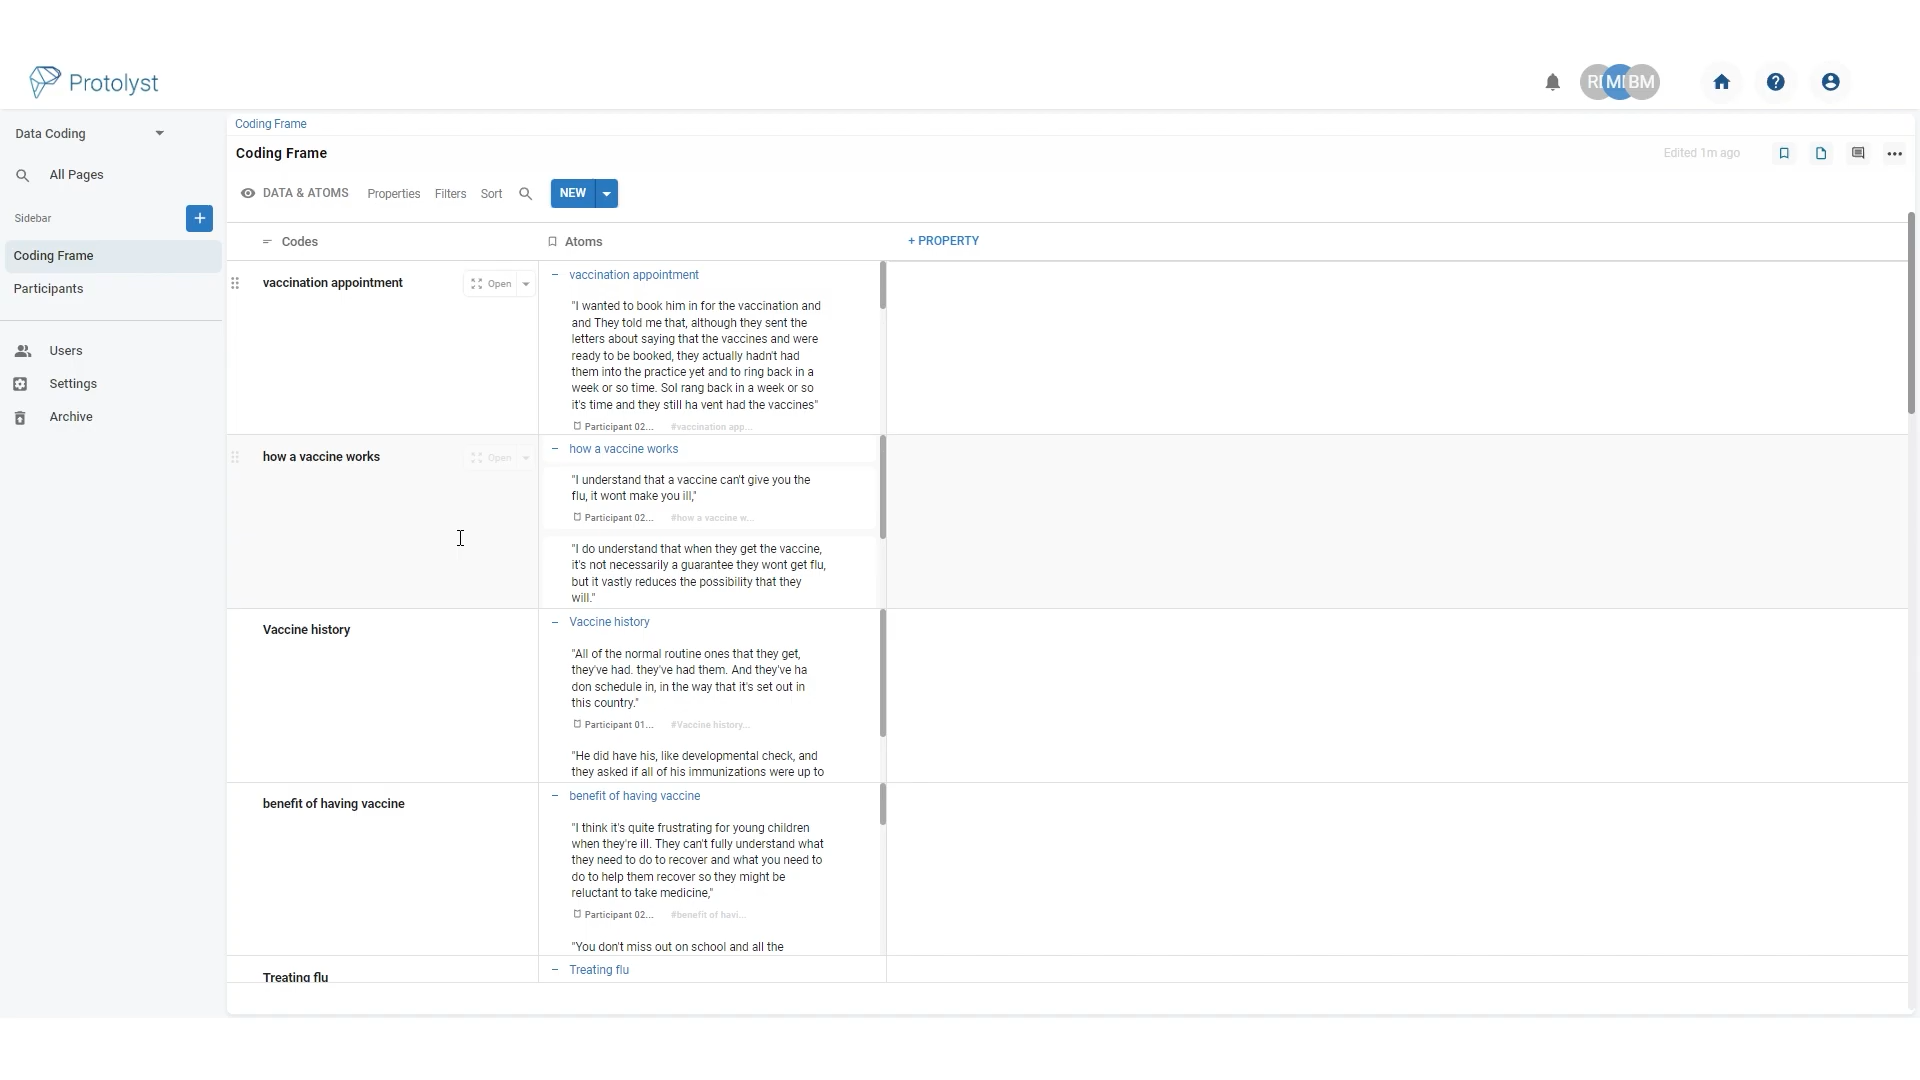 Protolyst
RI MI BM
Data Coding
All Pages
Sidebar
Coding Frame
Participants
Users
Settings
Archive
Coding Frame
Coding Frame
Edited 1m ago
DATA & ATOMS Properties Filters Sort NEW
Codes Atoms + PROPERTY
vaccination appointment Open
vaccination appointment
"I wanted to book him in for the vaccination and
and They told me that, although they sent the
letters about saying that the vaccines and were
ready to be booked, they actually hadn't had
them into the practice yet and to ring back in a
week or so time. SoI rang back in a week or so
it's time and they still ha vent had the vaccines"
Participant 02... #vaccination app...
how a vaccine works Open
how a vaccine works
"I understand that a vaccine can't give you the
flu, it wont make you ill,"
Participant 02... #how a vaccine w...
"I do understand that when they get the vaccine,
it's not necessarily a guarantee they wont get flu,
but it vastly reduces the possibility that they
will."
Vaccine history
Vaccine history
"All of the normal routine ones that they get,
they've had. they've had them. And they've ha
don schedule in, in the way that it's set out in
this country."
Participant 01... #Vaccine history...
"He did have his, like developmental check, and
they asked if all of his immunizations were up to
benefit of having vaccine
benefit of having vaccine
"I think it's quite frustrating for young children
when they're ill. They can't fully understand what
they need to do to recover and what you need to
do to help them recover so they might be
reluctant to take medicine,"
Participant 02... #benefit of havi...
"You don't miss out on school and all the
Treating flu
Treating flu